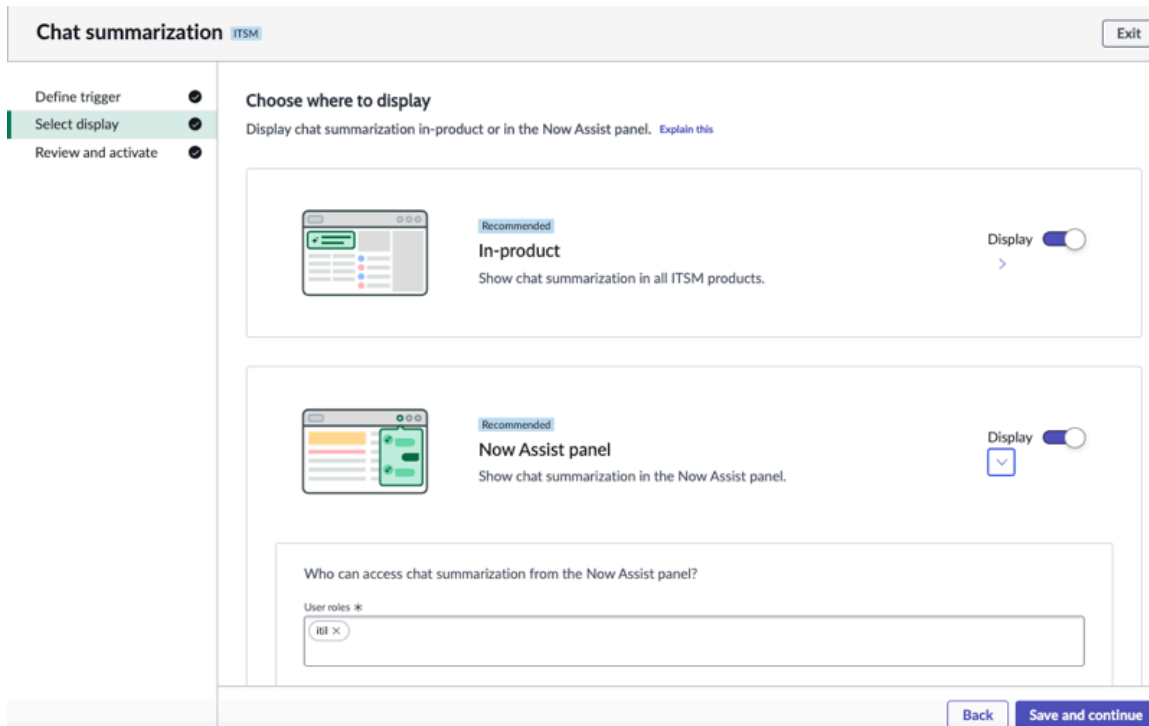 Chat summarization ITSM
Exit
Define trigger
Select display
Review and activate
Choose where to display
Display chat summarization in-product or in the Now Assist panel. Explain this
Recommended
In-product
Show chat summarization in all ITSM products.
Display
Recommended
Now Assist panel
Show chat summarization in the Now Assist panel.
Display
Who can access chat summarization from the Now Assist panel?
User roles *
itil ×
Back
Save and continue